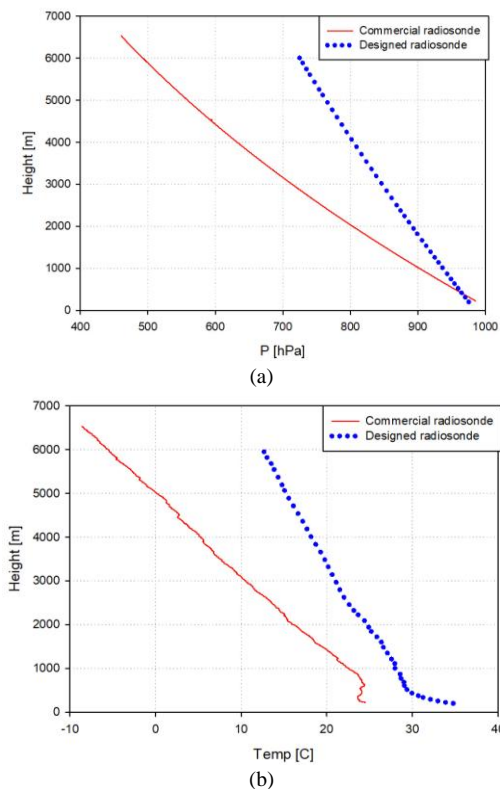 7000
6000
5000
4000
3000
2000
1000
0
Height [m]
Commercial radiosonde
Designed radiosonde
400 500 600 700 800 900 1000
P [hPa]
(a)
7000
6000
5000
4000
3000
2000
1000
0
Height [m]
Commercial radiosonde
Designed radiosonde
-10 0 10 20 30 40
Temp [C]
(b)